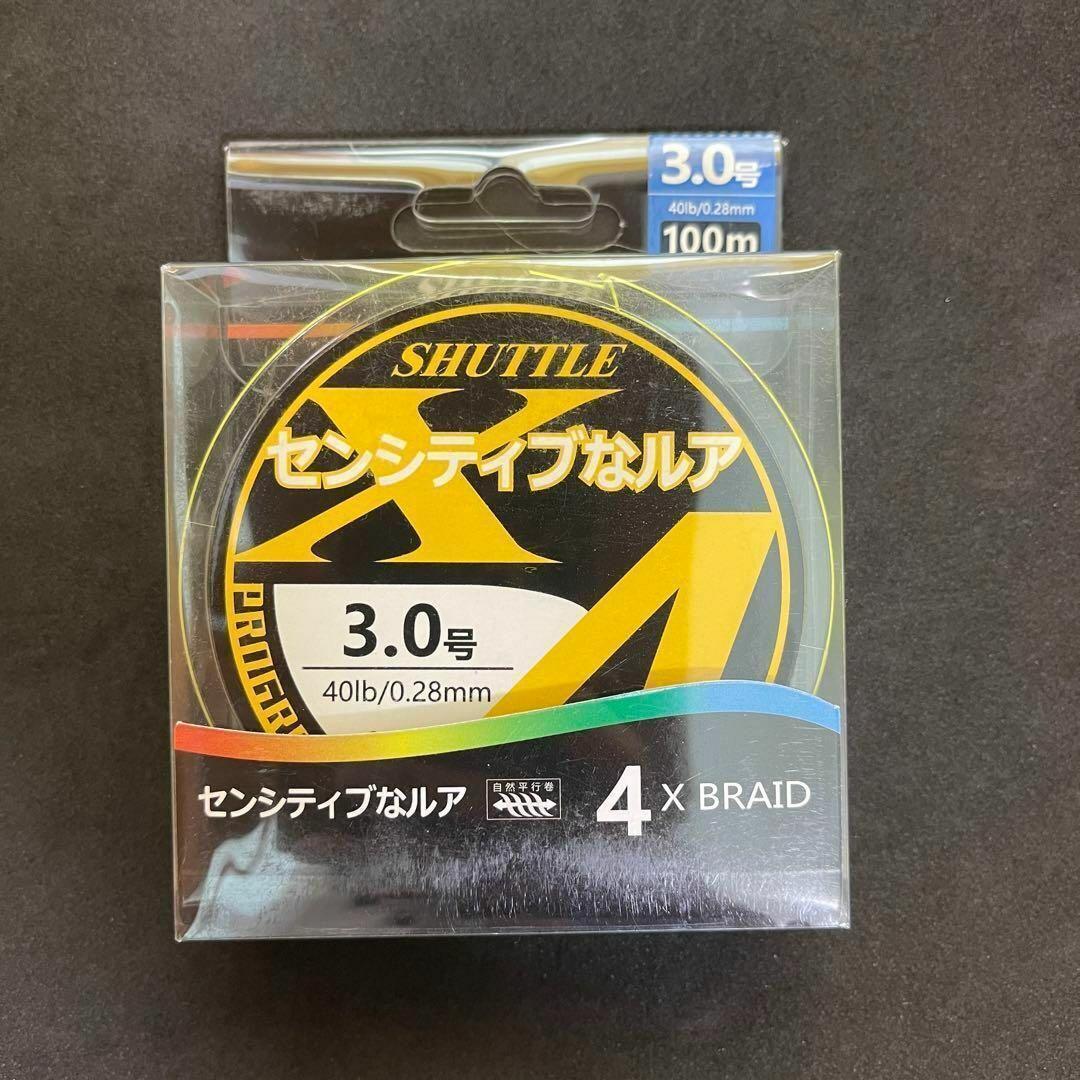 3.0号
40lb/0.28mm
100m
SHUTTLE
X
センシティブなルア
4
3.0号
40lb/0.28mm
センシティブなルア
自然平行巻
4 X BRAID